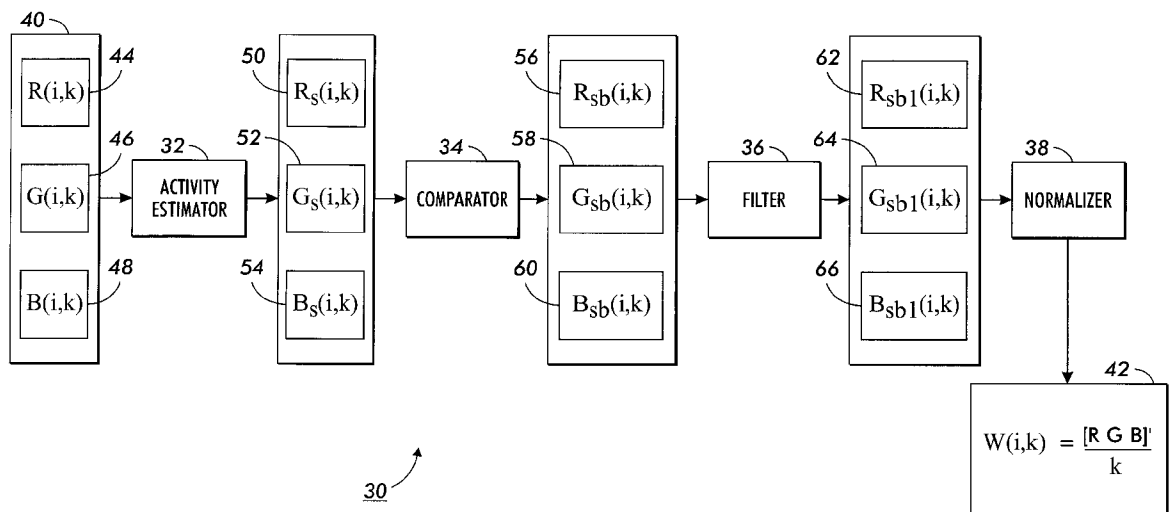 40
44
R(i,k)
46
G(i,k)
48
B(i,k)
32
ACTIVITY
ESTIMATOR
50
Rs(i,k)
52
Gs(i,k)
54
Bs(i,k)
34
COMPARATOR
56
Rsb(i,k)
58
Gsb(i,k)
60
Bsb(i,k)
36
FILTER
62
Rsb1(i,k)
64
Gsb1(i,k)
66
Bsb1(i,k)
38
NORMALIZER
42
W(i,k) = [R G B]'
k
30